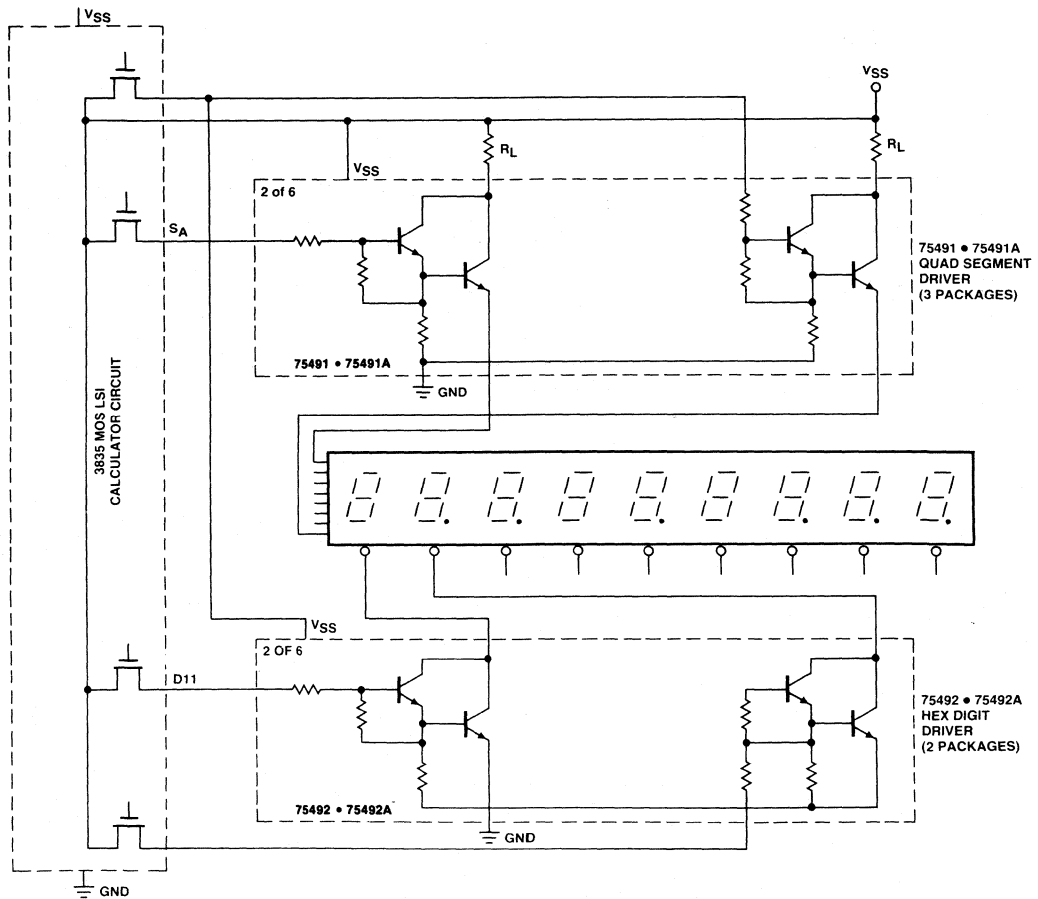 VSS
VSS
RL
RL
VSS
2 of 6
SA
75491 • 75491A
QUAD SEGMENT
DRIVER
(3 PACKAGES)
75491 • 75491A
GND
3835 MOS LSI
CALCULATOR CIRCUIT
VSS
2 OF 6
D11
75492 • 75492A
HEX DIGIT
DRIVER
(2 PACKAGES)
75492 • 75492A
GND
GND